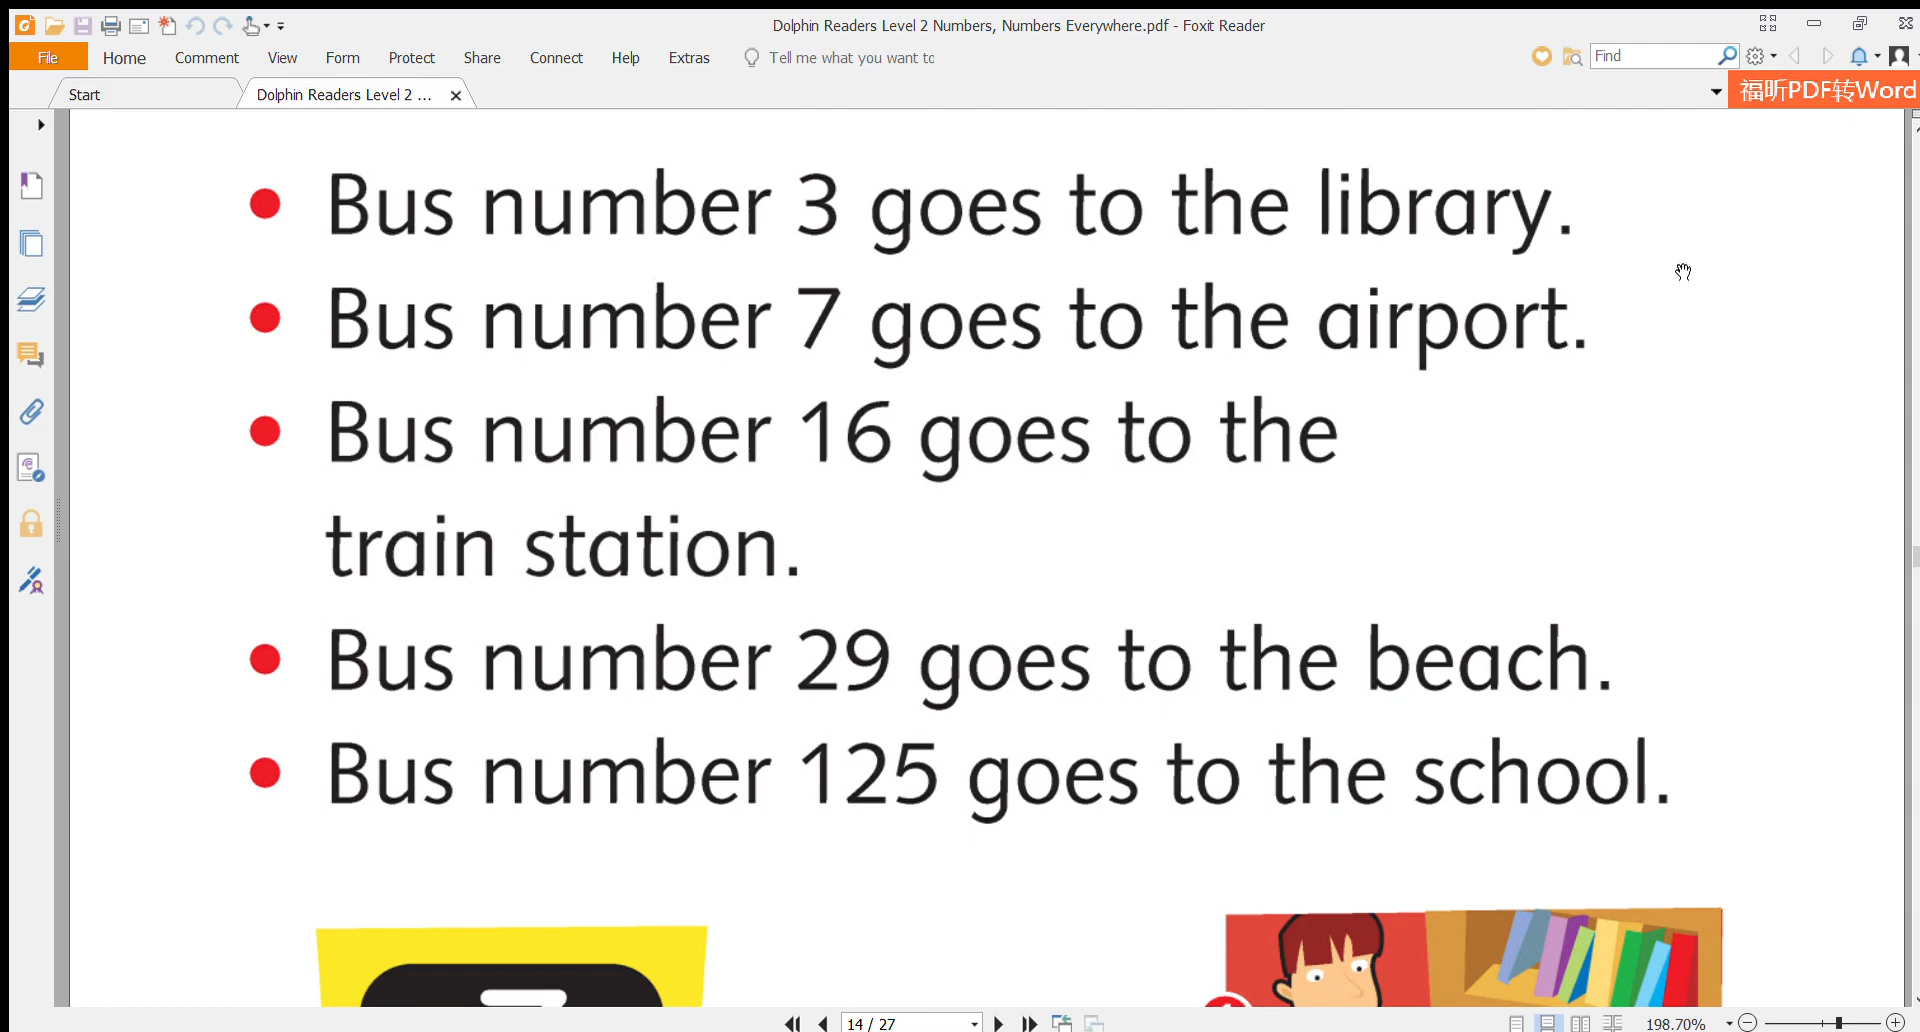 Dolphin Readers Level 2 Numbers, Numbers Everywhere.pdf - Foxit Reader
File Home Comment View Form Protect Share Connect Help Extras Tell me what you want to Find
Start Dolphin Readers Level 2 ... 福昕PDF转Word
Bus number 3 goes to the library.
Bus number 7 goes to the airport.
Bus number 16 goes to the
train station.
Bus number 29 goes to the beach.
Bus number 125 goes to the school.
14 / 27 198.70%